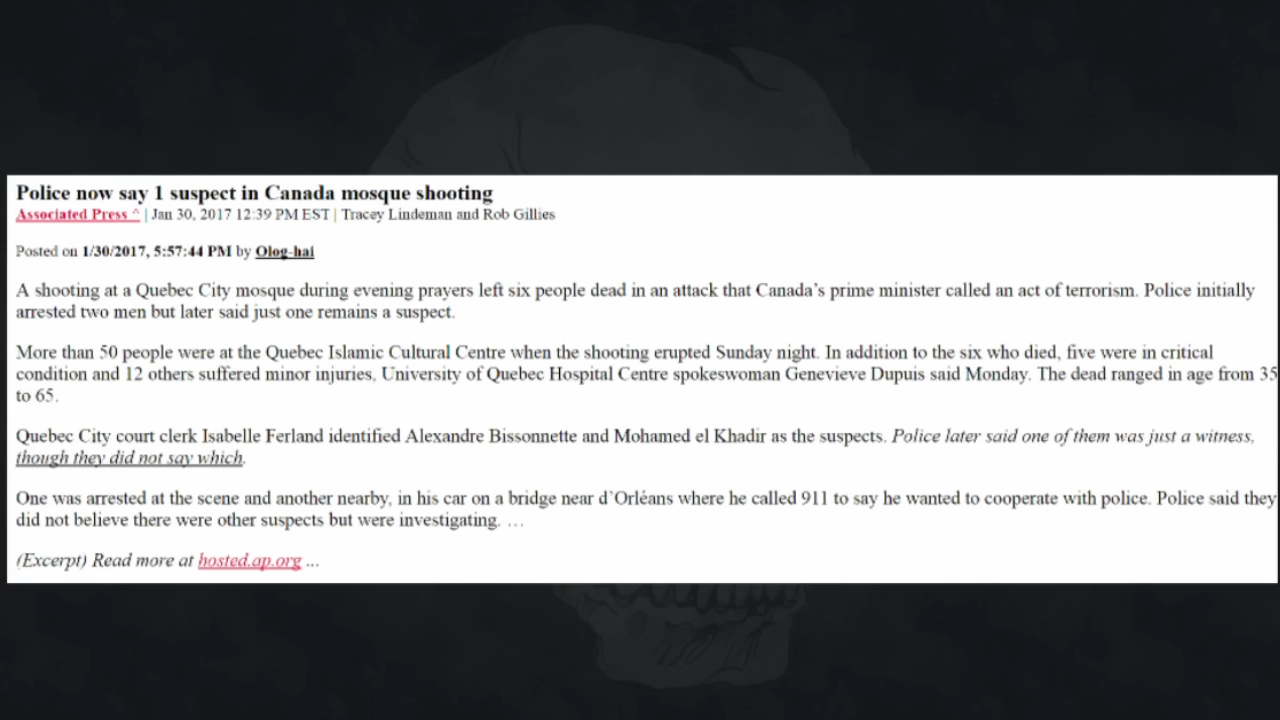 Police now say 1 suspect in Canada mosque shooting
Associated Press ^ | Jan 30, 2017 12:39 PM EST | Tracey Lindeman and Rob Gillies
Posted on 1/30/2017, 5:57:44 PM by Olog-hai
A shooting at a Quebec City mosque during evening prayers left six people dead in an attack that Canada's prime minister called an act of terrorism. Police initially
arrested two men but later said just one remains a suspect.
More than 50 people were at the Quebec Islamic Cultural Centre when the shooting erupted Sunday night. In addition to the six who died, five were in critical
condition and 12 others suffered minor injuries, University of Quebec Hospital Centre spokeswoman Genevieve Dupuis said Monday. The dead ranged in age from 35
to 65.
Quebec City court clerk Isabelle Ferland identified Alexandre Bissonnette and Mohamed el Khadir as the suspects. Police later said one of them was just a witness,
though they did not say which.
One was arrested at the scene and another nearby, in his car on a bridge near d'Orléans where he called 911 to say he wanted to cooperate with police. Police said they
did not believe there were other suspects but were investigating. …
(Excerpt) Read more at hosted.ap.org ...